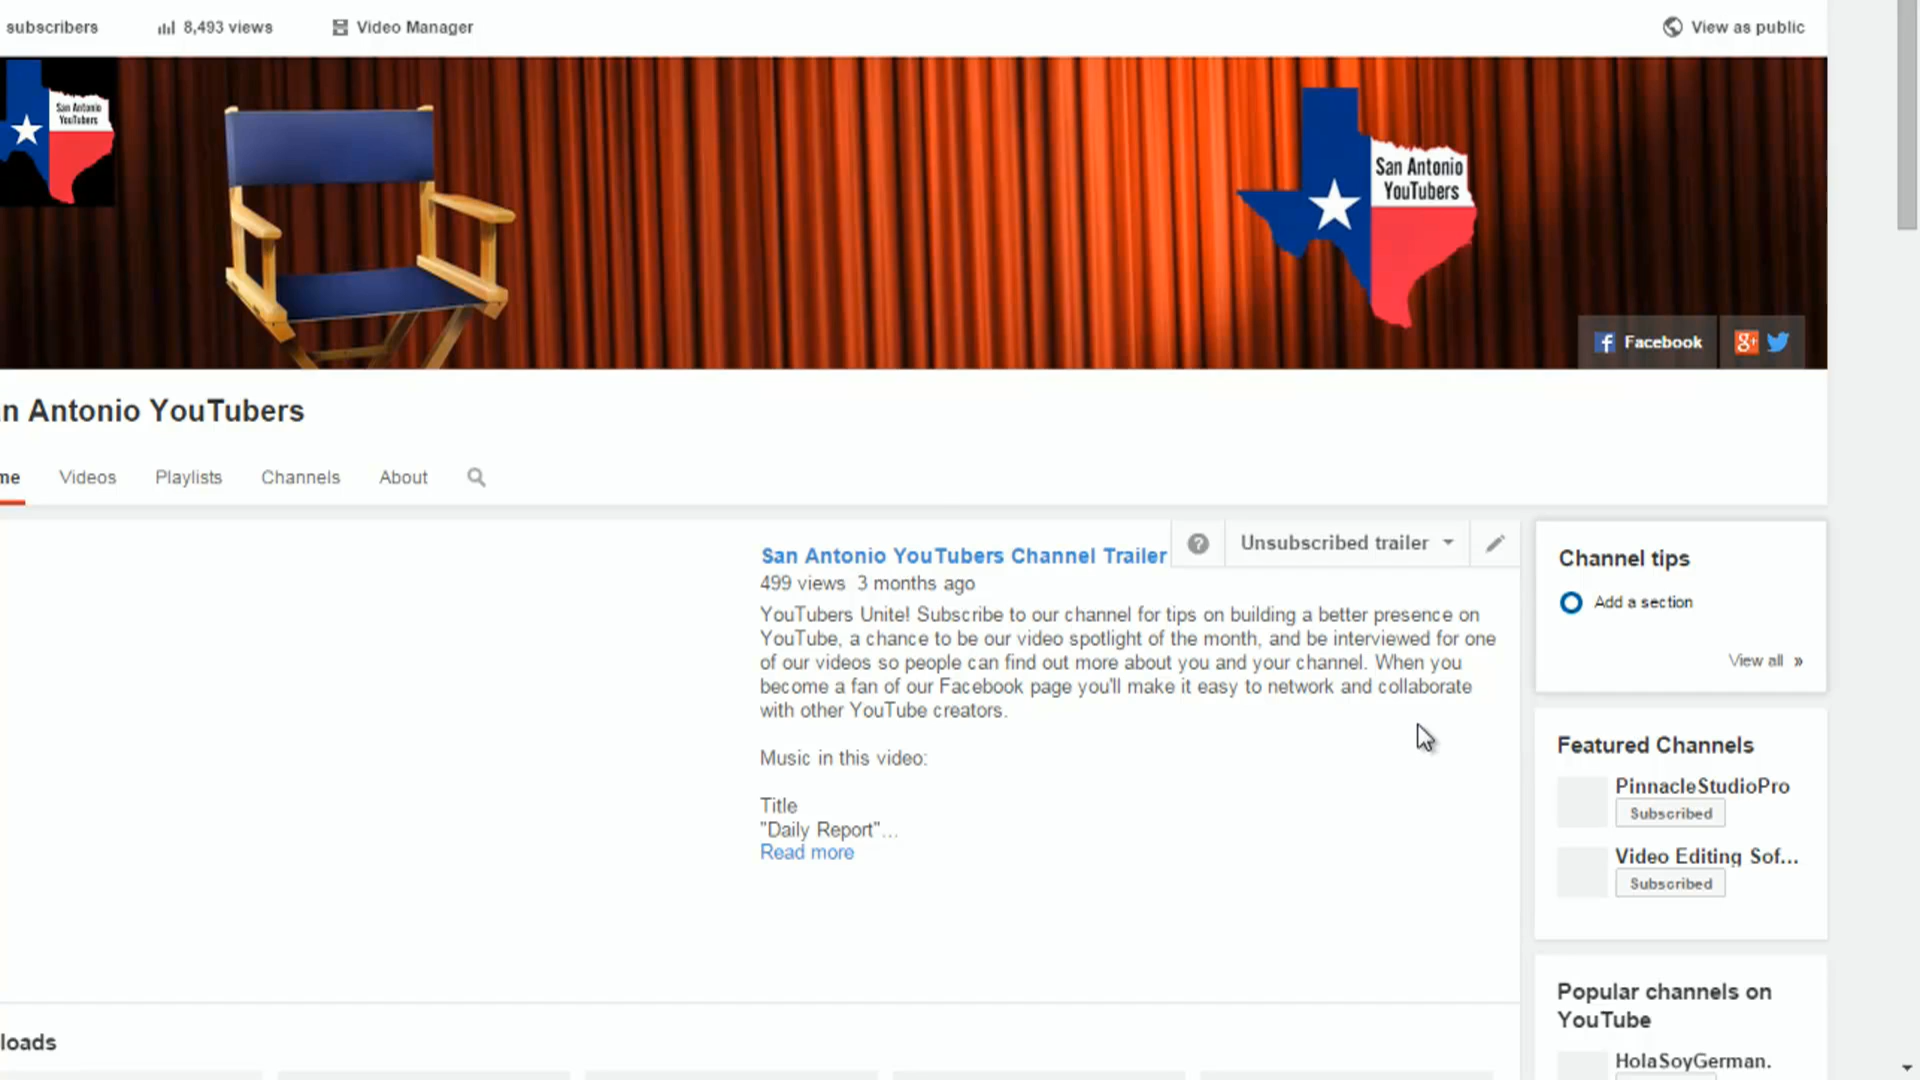 subscribers
8,493 views
Video Manager
View as public
San Antonio
YouTubers
San Antonio
YouTubers
Facebook
g+
n Antonio YouTubers
me
Videos
Playlists
Channels
About
San Antonio YouTubers Channel Trailer
Unsubscribed trailer
499 views 3 months ago
YouTubers Unite! Subscribe to our channel for tips on building a better presence on
YouTube, a chance to be our video spotlight of the month, and be interviewed for one
of our videos so people can find out more about you and your channel. When you
become a fan of our Facebook page you'll make it easy to network and collaborate
with other YouTube creators.
Music in this video:
Title
"Daily Report"...
Read more
Channel tips
Add a section
View all »
Featured Channels
PinnacleStudioPro
Subscribed
Video Editing Sof...
Subscribed
Popular channels on
YouTube
HolaSoyGerman.
loads